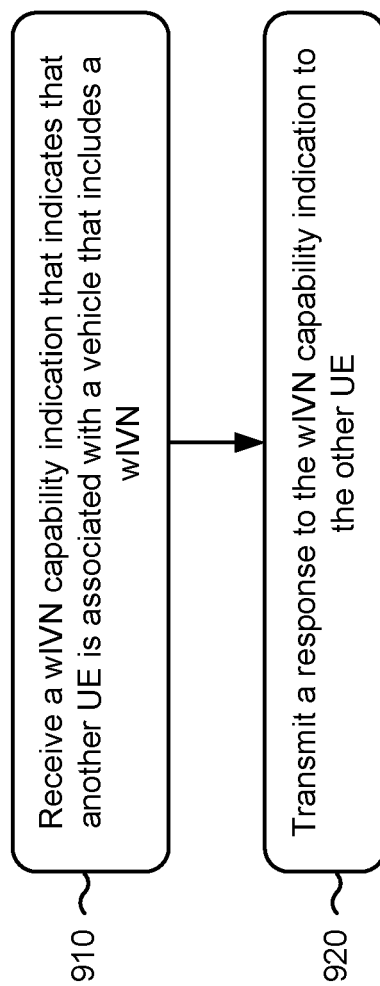 910
Receive a wIVN capability indication that indicates that
another UE is associated with a vehicle that includes a
wIVN
920
Transmit a response to the wIVN capability indication to
the other UE